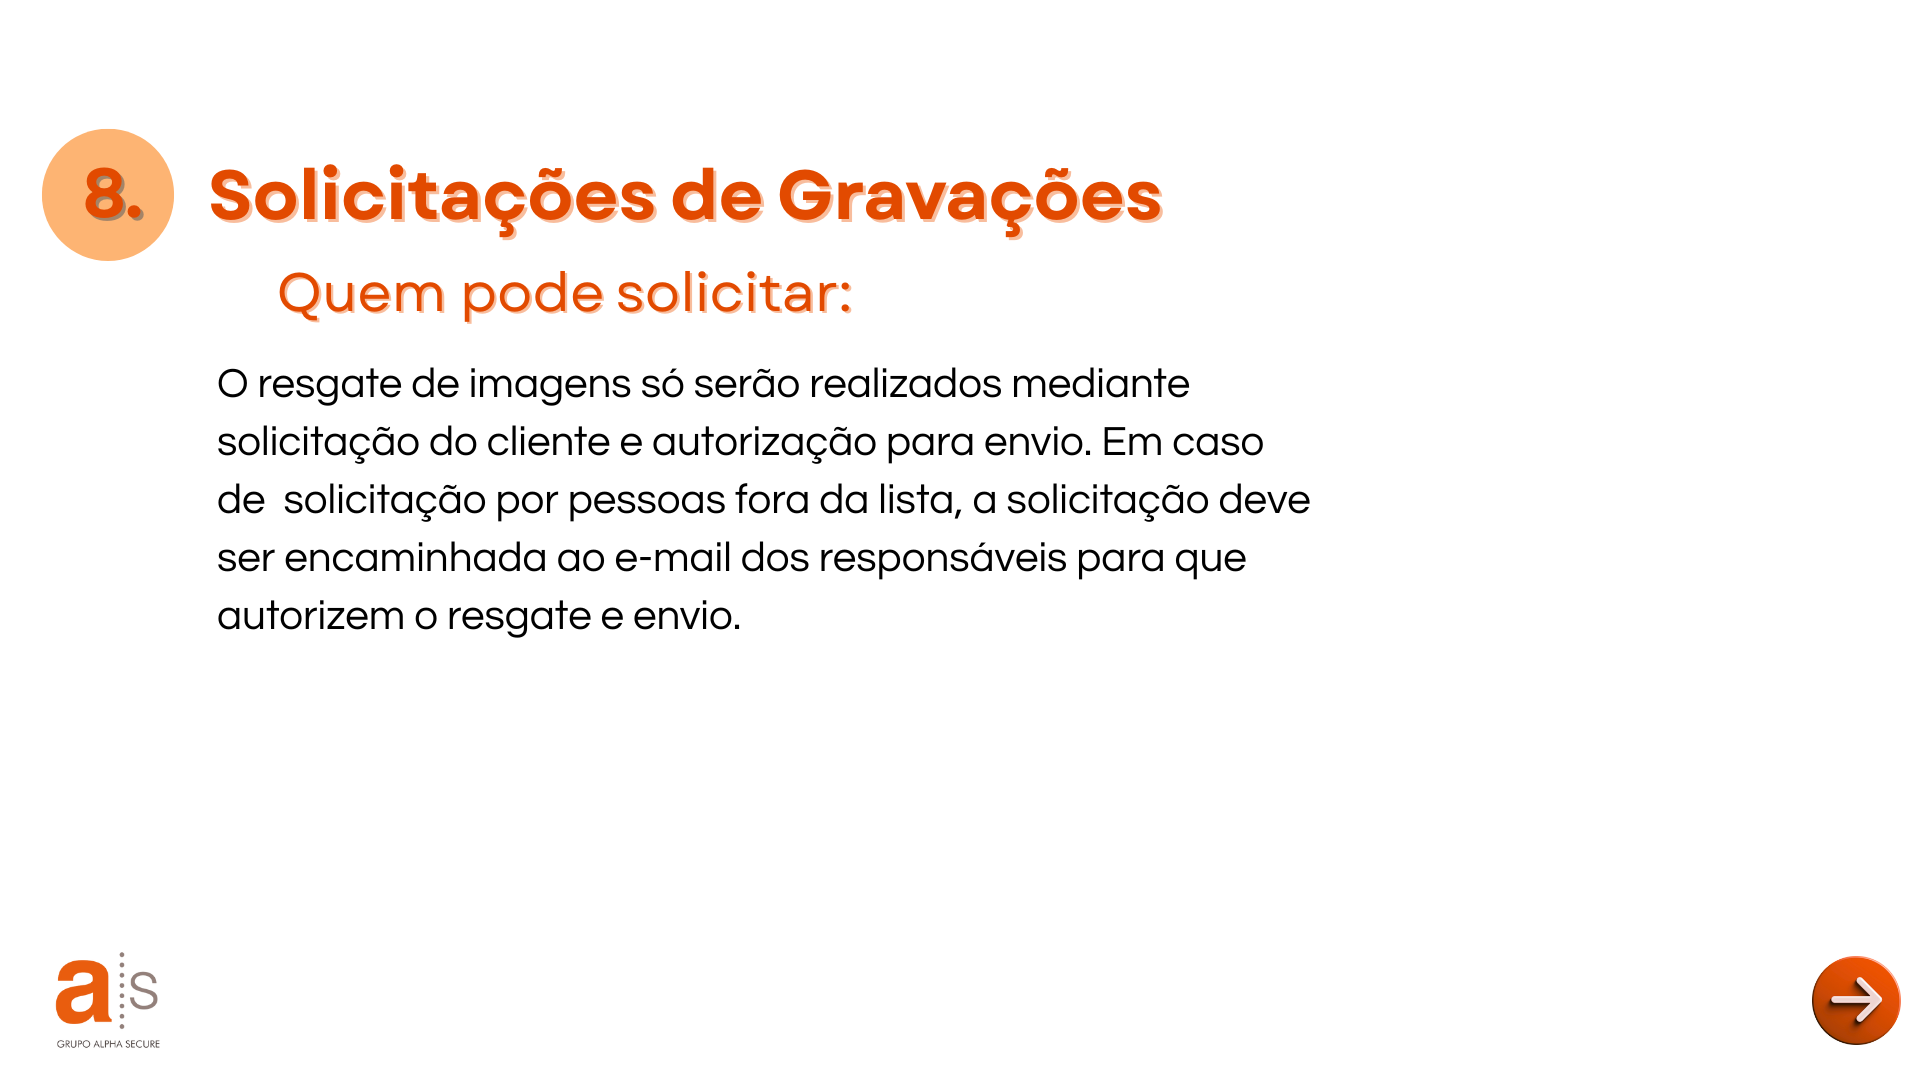 8. Solicitações de Gravações
Quem pode solicitar:
O resgate de imagens só serão realizados mediante
solicitação do cliente e autorização para envio. Em caso
de  solicitação por pessoas fora da lista, a solicitação deve
ser encaminhada ao e-mail dos responsáveis para que
autorizem o resgate e envio.
a s
GRUPO ALPHA SECURE